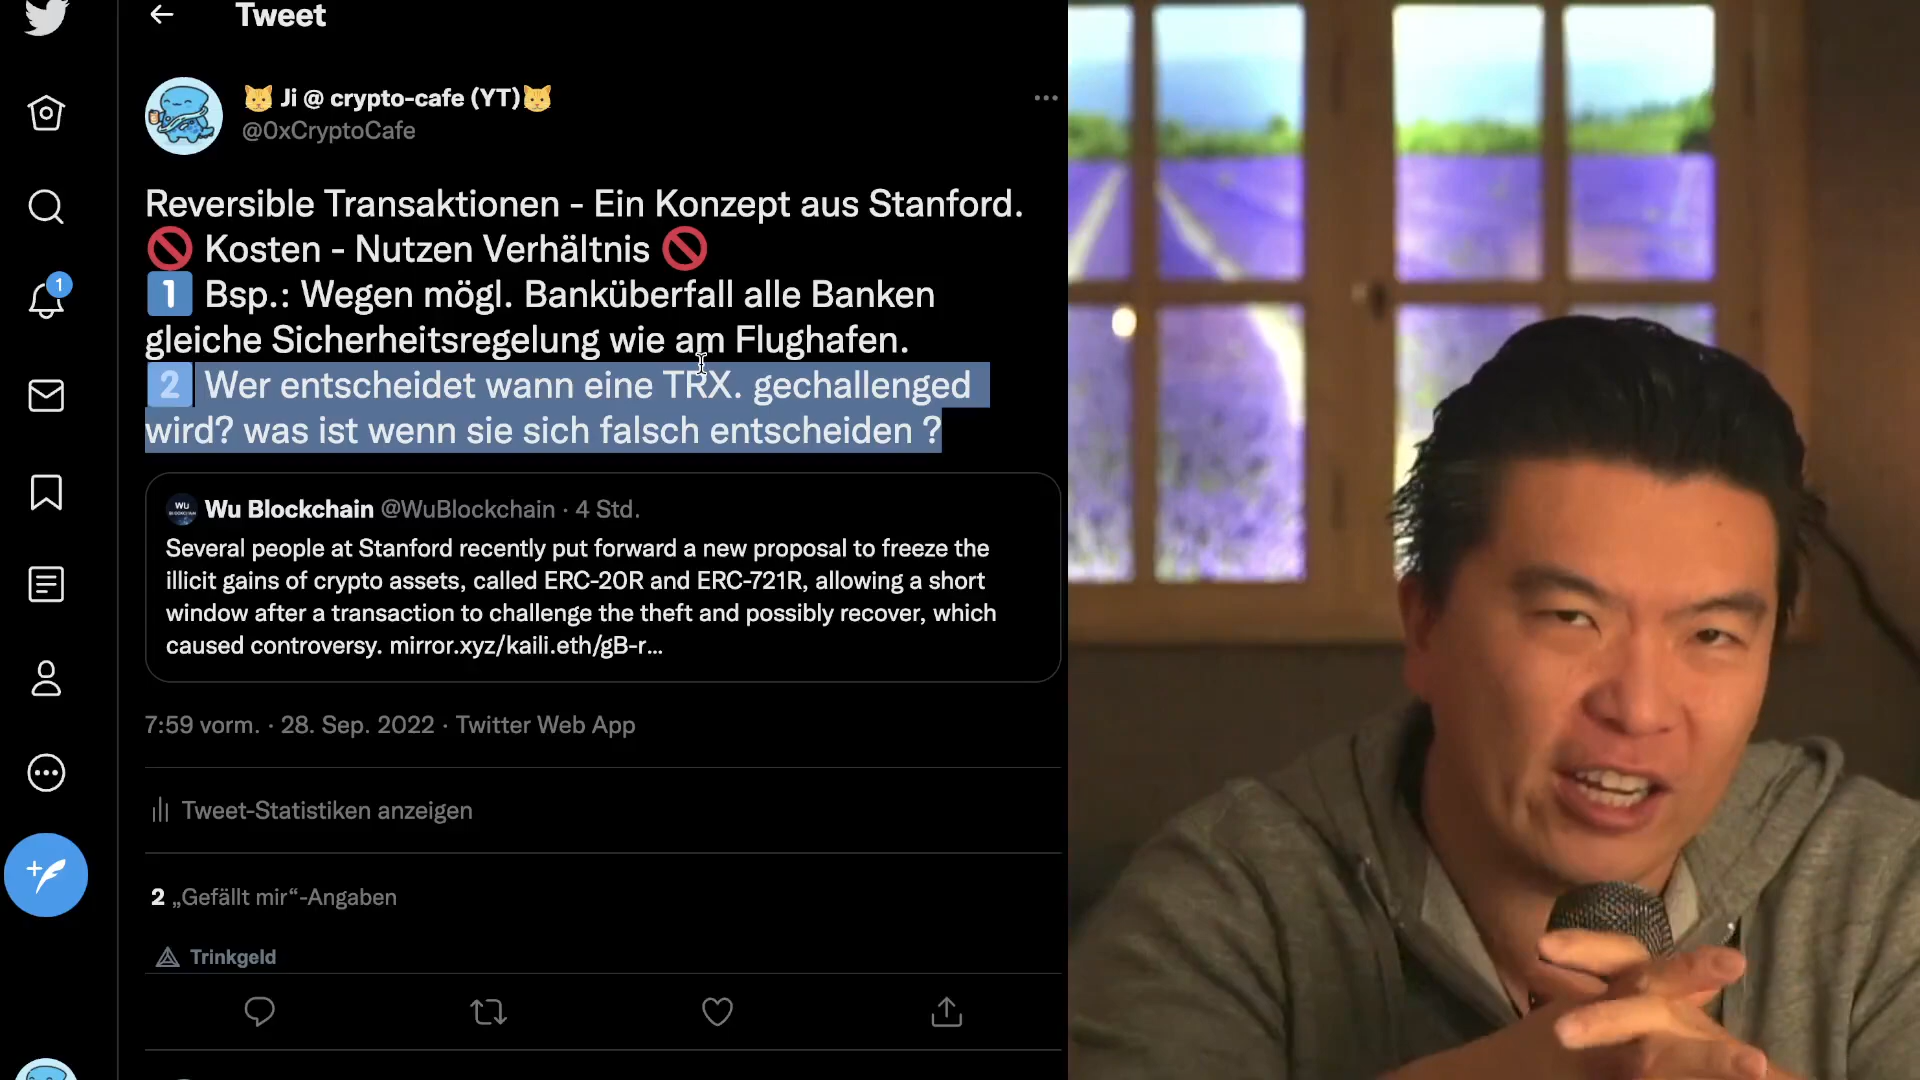 Tweet
🐱 Ji @ crypto-cafe (YT)🐱
@0xCryptoCafe
Reversible Transaktionen - Ein Konzept aus Stanford.
🚫 Kosten - Nutzen Verhältnis 🚫
1️⃣ Bsp.: Wegen mögl. Banküberfall alle Banken
gleiche Sicherheitsregelung wie am Flughafen.
2️⃣ Wer entscheidet wann eine TRX. gechallenged
wird? was ist wenn sie sich falsch entscheiden ?
Wu Blockchain @WuBlockchain · 4 Std.
Several people at Stanford recently put forward a new proposal to freeze the
illicit gains of crypto assets, called ERC-20R and ERC-721R, allowing a short
window after a transaction to challenge the theft and possibly recover, which
caused controversy. mirror.xyz/kaili.eth/gB-r...
7:59 vorm. · 28. Sep. 2022 · Twitter Web App
Tweet-Statistiken anzeigen
2 „Gefällt mir“-Angaben
Trinkgeld
1